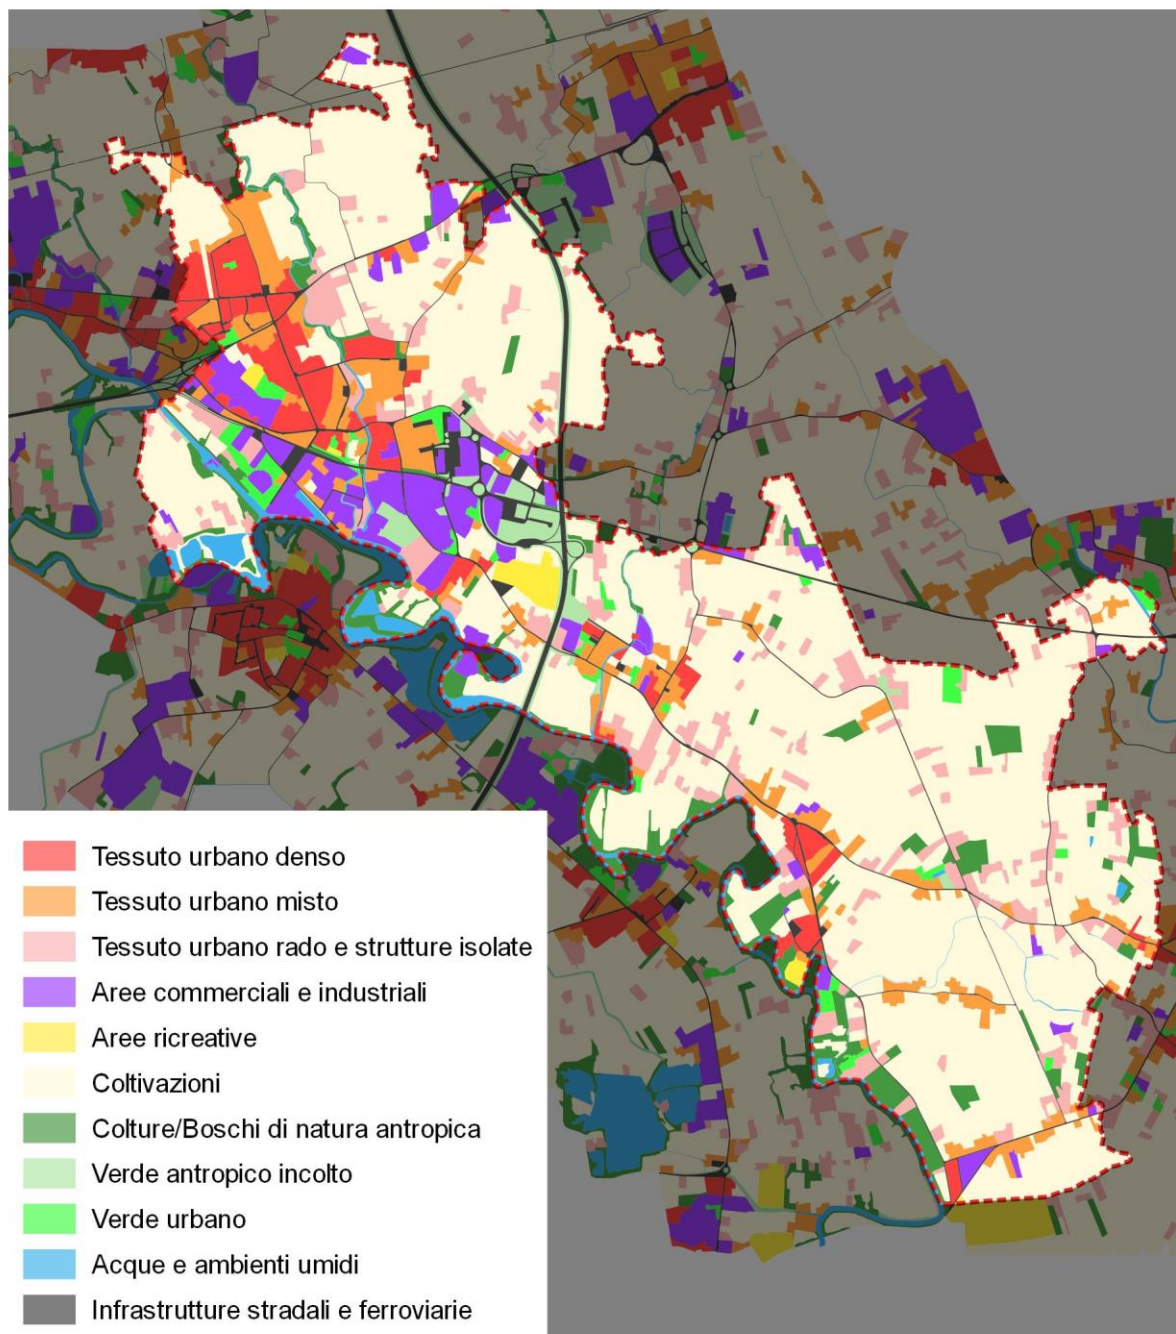 Tessuto urbano denso
Tessuto urbano misto
Tessuto urbano rado e strutture isolate
Aree commerciali e industriali
Aree ricreative
Coltivazioni
Colture/Boschi di natura antropica
Verde antropico incolto
Verde urbano
Acque e ambienti umidi
Infrastrutture stradali e ferroviarie